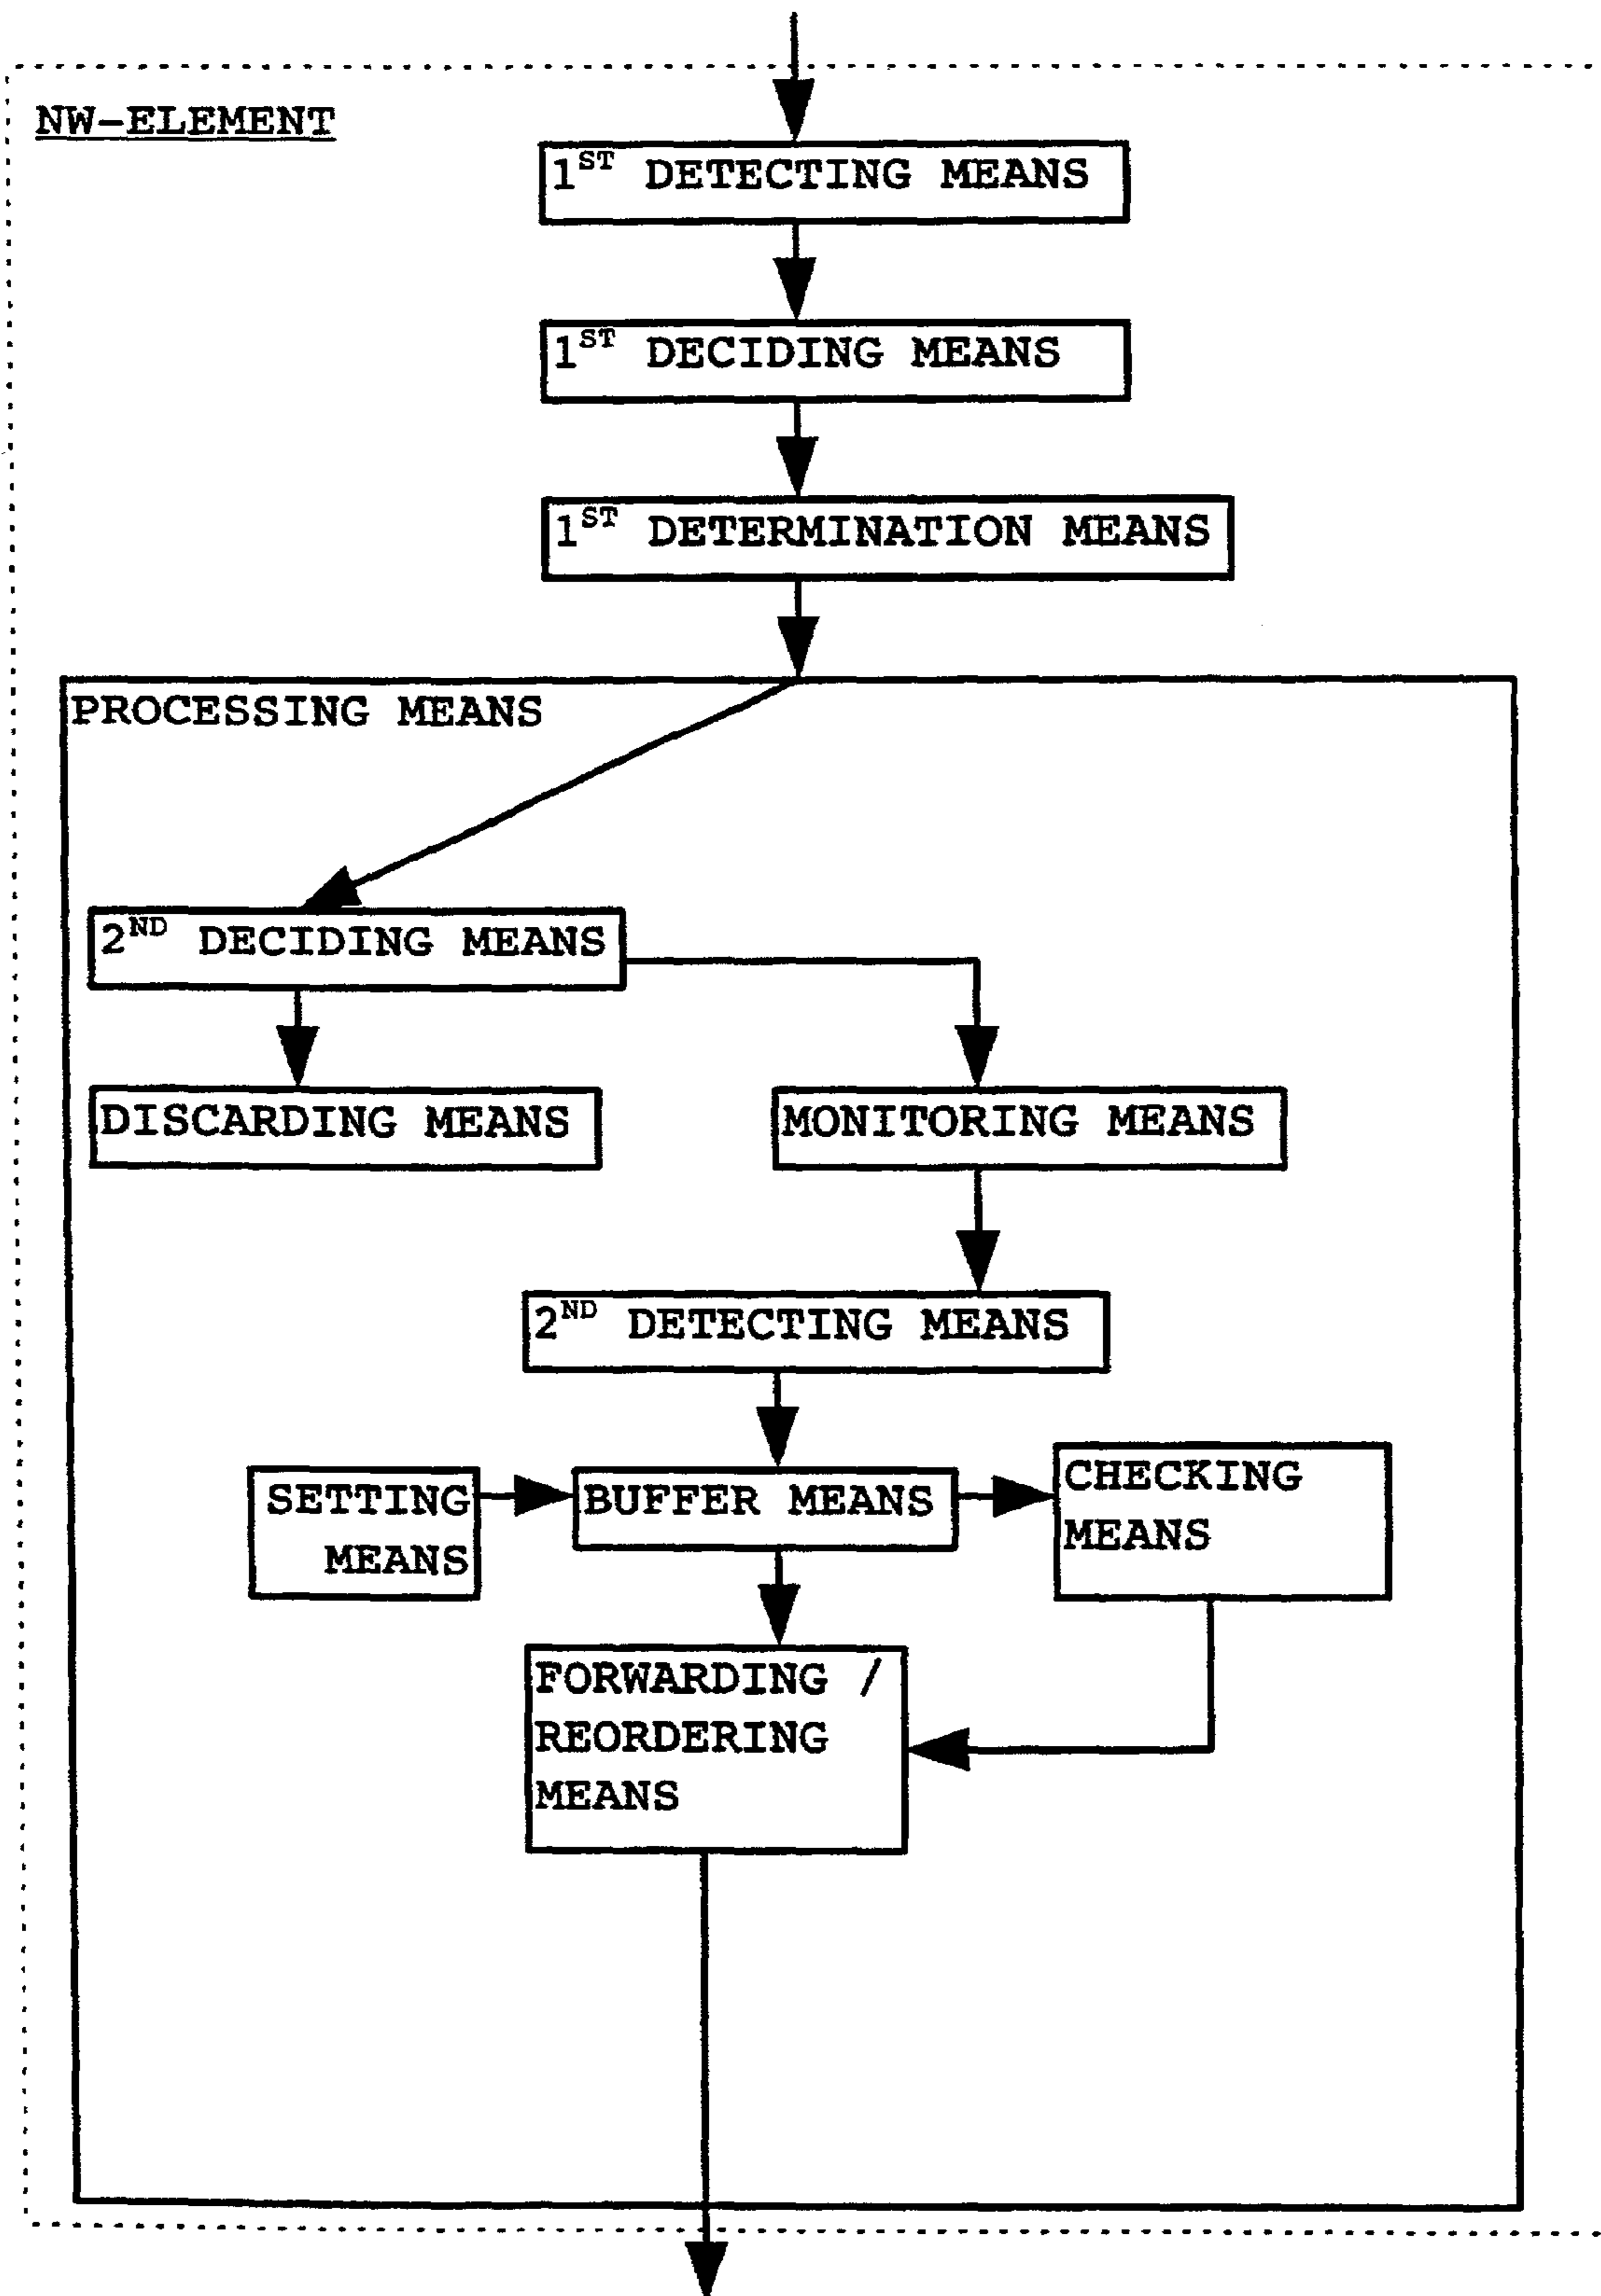 NW-ELEMENT
1ST DETECTING MEANS
1ST DECIDING MEANS
1ST DETERMINATION MEANS
PROCESSING MEANS
2ND DECIDING MEANS
DISCARDING MEANS
MONITORING MEANS
2ND DETECTING MEANS
SETTING
MEANS
BUFFER MEANS
CHECKING
MEANS
FORWARDING /
REORDERING
MEANS